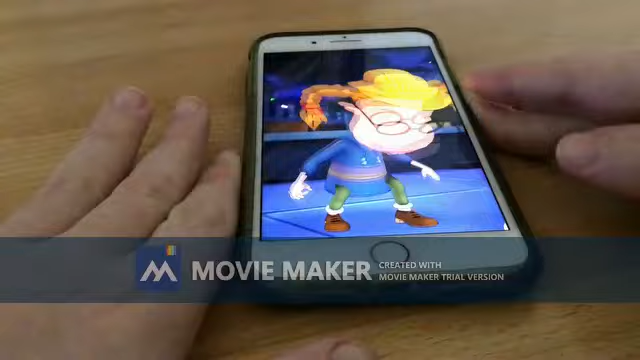 MOVIE MAKER
CREATED WITH
MOVIE MAKER TRIAL VERSION